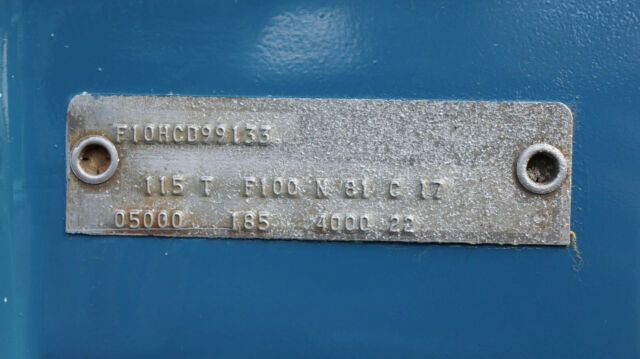 F10HCD99133
115 T F100 N 81 C 17
05000 185 4000 22